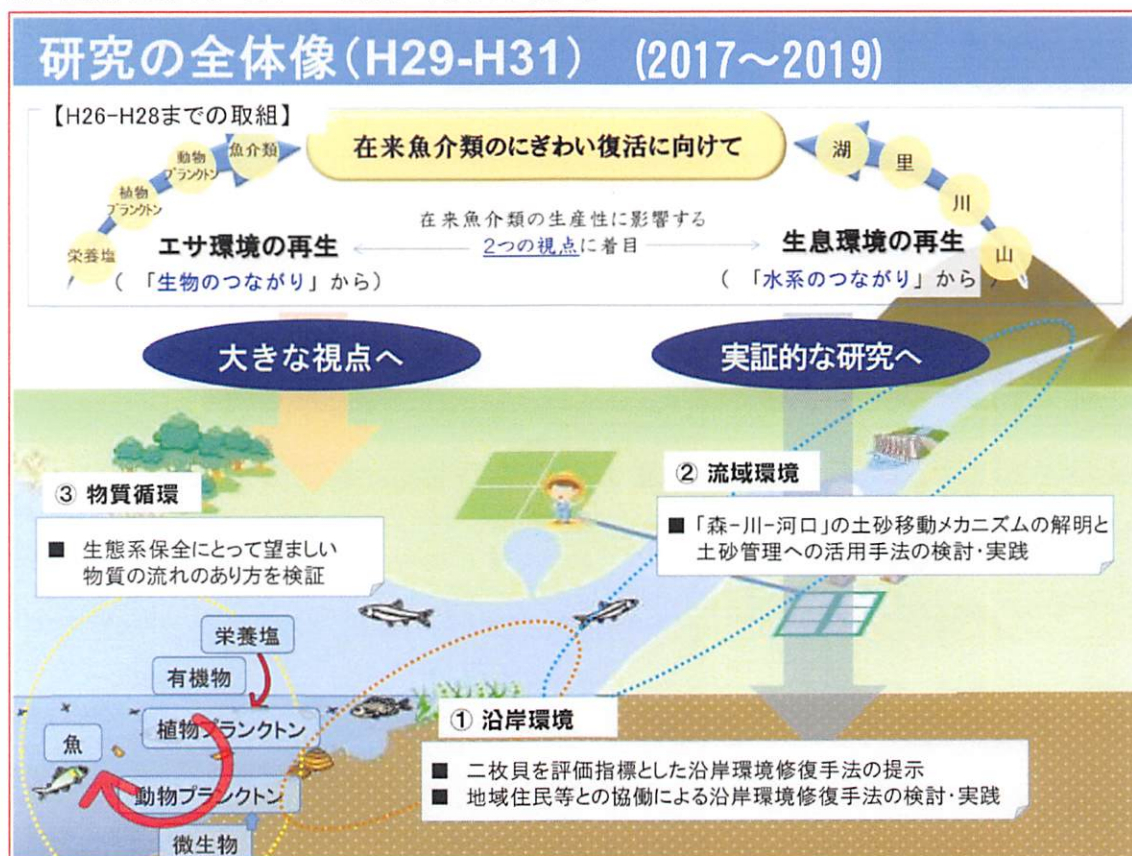 研究の全体像(H29-H31) (2017～2019)
【H26-H28までの取組】
在来魚介類のにぎわい復活に向けて
魚介類
動物
プランクトン
植物
プランクトン
栄養塩
湖
里
川
山
在来魚介類の生産性に影響する
2つの視点に着目
エサ環境の再生
(「生物のつながり」から)
生息環境の再生
(「水系のつながり」から)
大きな視点へ
実証的な研究へ
③ 物質循環
■ 生態系保全にとって望ましい
物質の流れのあり方を検証
② 流域環境
■ 「森-川-河口」の土砂移動メカニズムの解明と
土砂管理への活用手法の検討・実践
栄養塩
有機物
植物プランクトン
魚
動物プランクトン
微生物
① 沿岸環境
■ 二枚貝を評価指標とした沿岸環境修復手法の提示
■ 地域住民等との協働による沿岸環境修復手法の検討・実践